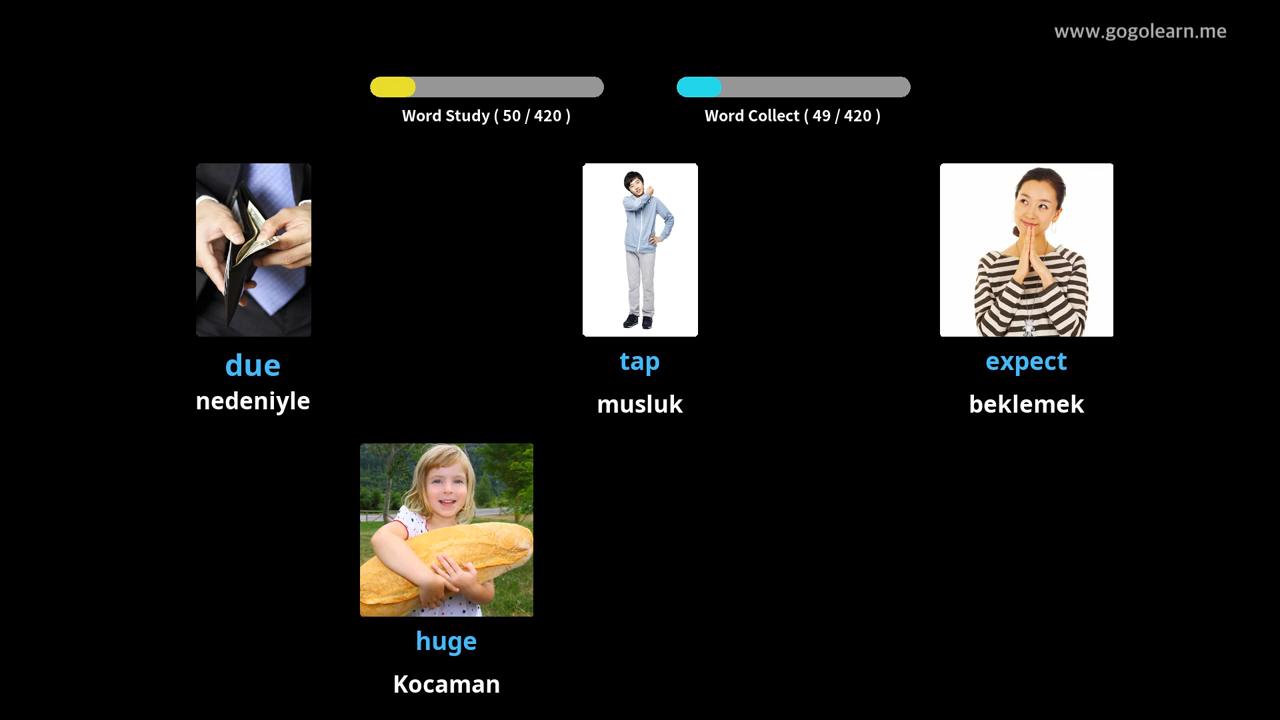 www.gogolearn.me
Word Study ( 50 / 420 )
Word Collect ( 49 / 420 )
due
nedeniyle
tap
musluk
expect
beklemek
huge
Kocaman